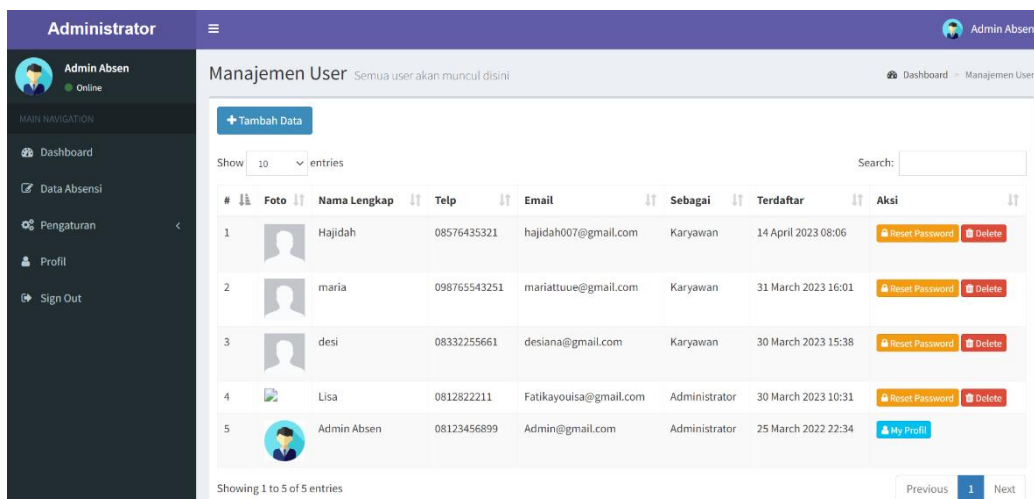 Administrator
Admin Absen
Admin Absen
Online
MAIN NAVIGATION
Dashboard
Data Absensi
Pengaturan
Profil
Sign Out
Manajemen User Semua user akan muncul disini
Dashboard > Manajemen User
Tambah Data
Show 10 entries
Search:
# Foto Nama Lengkap Telp Email Sebagai Terdaftar Aksi
1 Hajidah 08576435321 hajidah007@gmail.com Karyawan 14 April 2023 08:06 Reset Password Delete
2 maria 098765543251 mariattuue@gmail.com Karyawan 31 March 2023 16:01 Reset Password Delete
3 desi 08332255661 desiana@gmail.com Karyawan 30 March 2023 15:38 Reset Password Delete
4 Lisa 0812822211 Fatikayouisa@gmail.com Administrator 30 March 2023 10:31 Reset Password Delete
5 Admin Absen 08123456899 Admin@gmail.com Administrator 25 March 2022 22:34 My Profil
Showing 1 to 5 of 5 entries
Previous 1 Next